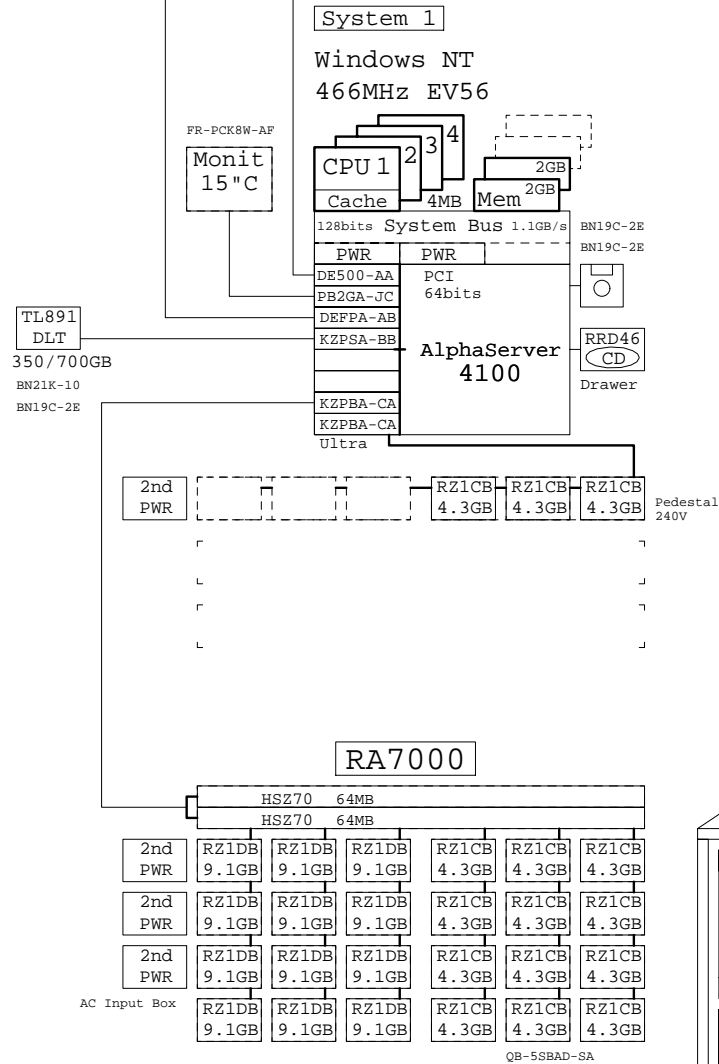 System 1
Windows NT
466MHz EV56
FR-PCK8W-AF
Monit
15"C
CPU 1
2
3
4
Cache
4MB
Mem
2GB
2GB
128bits System Bus 1.1GB/s
BN19C-2E
BN19C-2E
PWR PWR
DE500-AA
PCI
64bits
PB2GA-JC
DEFPA-AB
KZPSA-BB
TL891
DLT
350/700GB
BN21K-10
BN19C-2E
AlphaServer
4100
RRD46
CD
Drawer
KZPBA-CA
KZPBA-CA
Ultra
2nd
PWR
RZ1CB RZ1CB RZ1CB
4.3GB 4.3GB 4.3GB
Pedestal
240V
RA7000
HSZ70 64MB
HSZ70 64MB
2nd RZ1DB RZ1DB RZ1DB RZ1CB RZ1CB RZ1CB
PWR 9.1GB 9.1GB 9.1GB 4.3GB 4.3GB 4.3GB
2nd RZ1DB RZ1DB RZ1DB RZ1CB RZ1CB RZ1CB
PWR 9.1GB 9.1GB 9.1GB 4.3GB 4.3GB 4.3GB
2nd RZ1DB RZ1DB RZ1DB RZ1CB RZ1CB RZ1CB
PWR 9.1GB 9.1GB 9.1GB 4.3GB 4.3GB 4.3GB
AC Input Box
RZ1DB RZ1DB RZ1DB RZ1CB RZ1CB RZ1CB
9.1GB 9.1GB 9.1GB 4.3GB 4.3GB 4.3GB
QB-5SBAD-SA